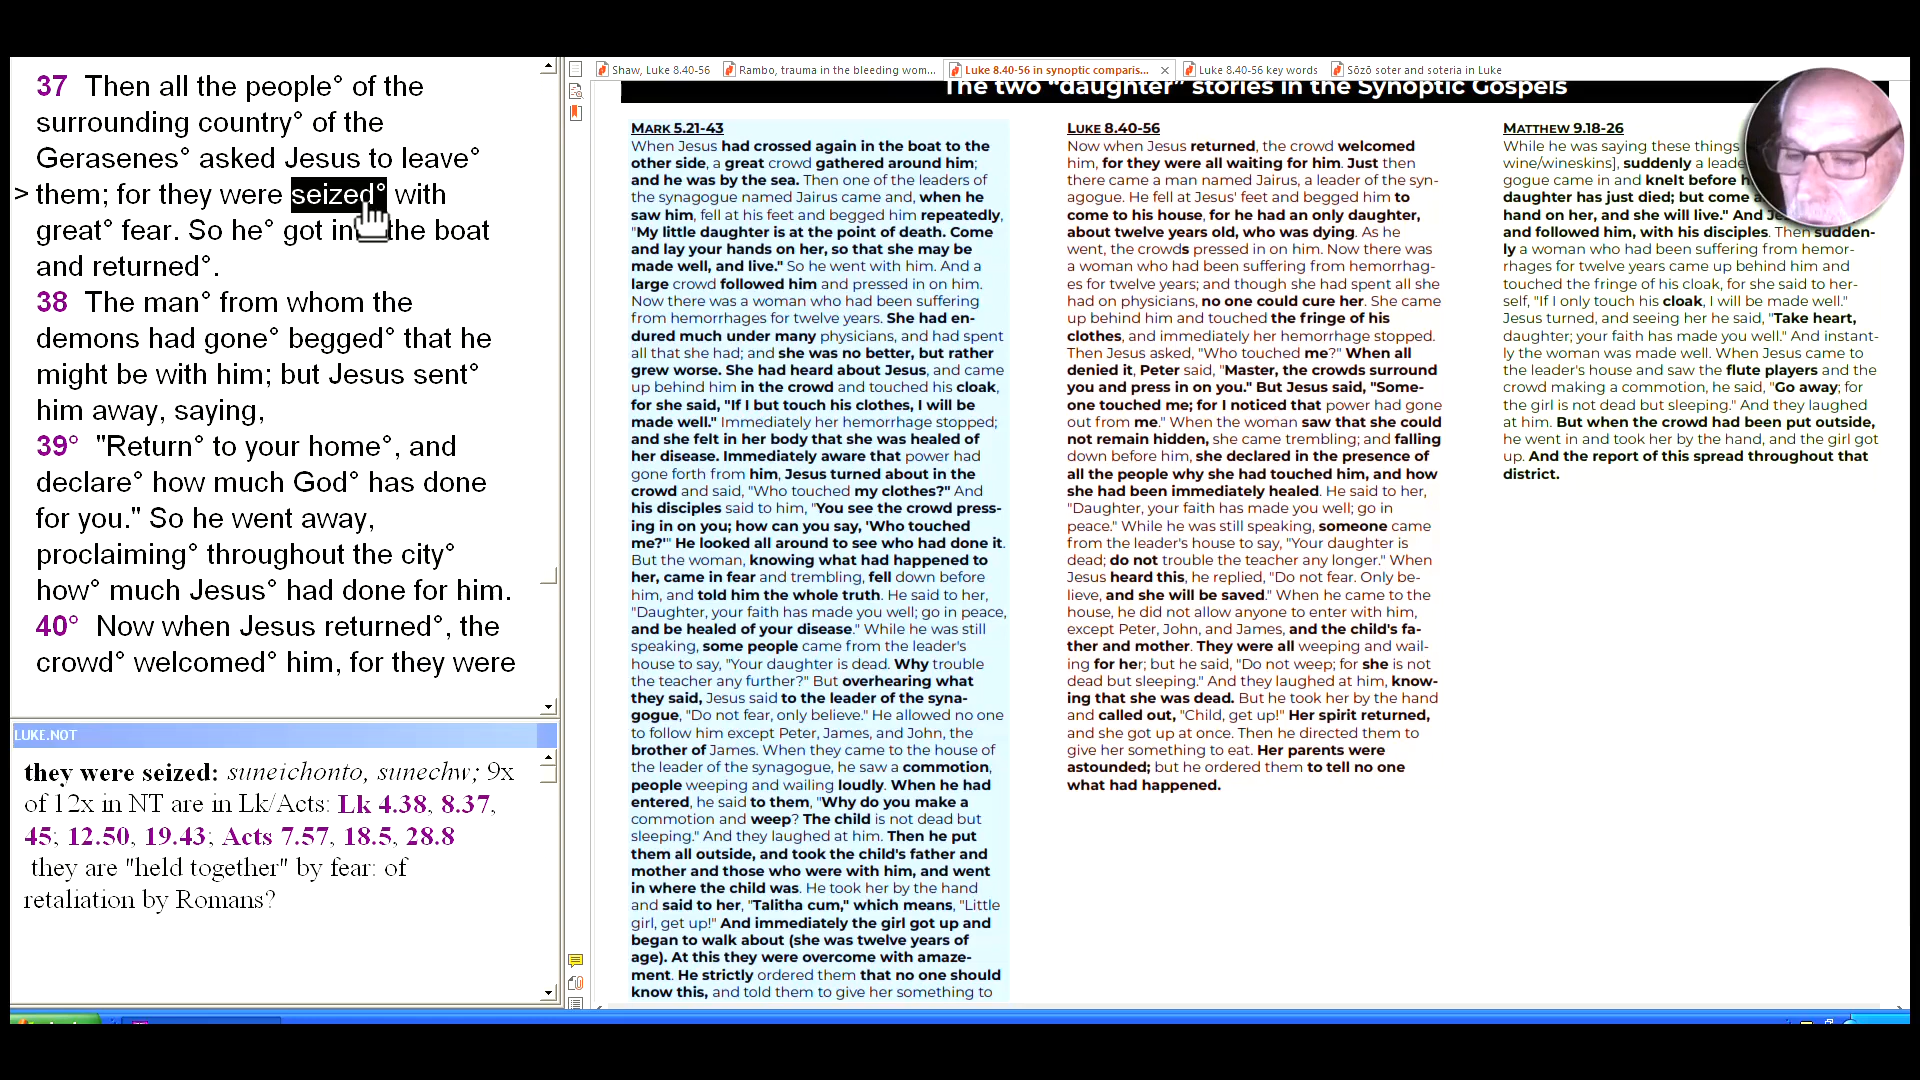 37  Then all the people° of the
surrounding country° of the
Gerasenes° asked Jesus to leave°
> them; for they were seized° with
great° fear. So he° got in the boat
and returned°.
38  The man° from whom the
demons had gone° begged° that he
might be with him; but Jesus sent°
him away, saying,
39°  "Return° to your home°, and
declare° how much God° has done
for you." So he went away,
proclaiming° throughout the city°
how° much Jesus° had done for him.
40°  Now when Jesus returned°, the
crowd° welcomed° him, for they were
LUKE.NOT
they were seized: suneichonto, sunechw; 9x
of 12x in NT are in Lk/Acts: Lk 4.38, 8.37,
45; 12.50, 19.43; Acts 7.57, 18.5, 28.8
they are "held together" by fear: of
retaliation by Romans?
Shaw, Luke 8.40-56
Rambo, trauma in the bleeding wom...
Luke 8.40-56 in synoptic comparis...
Luke 8.40-56 key words
Sōzō soter and soteria in Luke
The two "daughter" stories in the Synoptic Gospels
MARK 5.21-43
When Jesus had crossed again in the boat to the
other side, a great crowd gathered around him;
and he was by the sea. Then one of the leaders of
the synagogue named Jairus came and, when he
saw him, fell at his feet and begged him repeatedly,
"My little daughter is at the point of death. Come
and lay your hands on her, so that she may be
made well, and live." So he went with him. And a
large crowd followed him and pressed in on him.
Now there was a woman who had been suffering
from hemorrhages for twelve years. She had en-
dured much under many physicians, and had spent
all that she had; and she was no better, but rather
grew worse. She had heard about Jesus, and came
up behind him in the crowd and touched his cloak,
for she said, "If I but touch his clothes, I will be
made well." Immediately her hemorrhage stopped;
and she felt in her body that she was healed of
her disease. Immediately aware that power had
gone forth from him, Jesus turned about in the
crowd and said, "Who touched my clothes?" And
his disciples said to him, "You see the crowd press-
ing in on you; how can you say, 'Who touched
me?'" He looked all around to see who had done it.
But the woman, knowing what had happened to
her, came in fear and trembling, fell down before
him, and told him the whole truth. He said to her,
"Daughter, your faith has made you well; go in peace,
and be healed of your disease." While he was still
speaking, some people came from the leader's
house to say, "Your daughter is dead. Why trouble
the teacher any further?" But overhearing what
they said, Jesus said to the leader of the syna-
gogue, "Do not fear, only believe." He allowed no one
to follow him except Peter, James, and John, the
brother of James. When they came to the house of
the leader of the synagogue, he saw a commotion,
people weeping and wailing loudly. When he had
entered, he said to them, "Why do you make a
commotion and weep? The child is not dead but
sleeping." And they laughed at him. Then he put
them all outside, and took the child's father and
mother and those who were with him, and went
in where the child was. He took her by the hand
and said to her, "Talitha cum," which means, "Little
girl, get up!" And immediately the girl got up and
began to walk about (she was twelve years of
age). At this they were overcome with amaze-
ment. He strictly ordered them that no one should
know this, and told them to give her something to
LUKE 8.40-56
Now when Jesus returned, the crowd welcomed
him, for they were all waiting for him. Just then
there came a man named Jairus, a leader of the syn-
agogue. He fell at Jesus' feet and begged him to
come to his house, for he had an only daughter,
about twelve years old, who was dying. As he
went, the crowds pressed in on him. Now there was
a woman who had been suffering from hemorrhag-
es for twelve years; and though she had spent all she
had on physicians, no one could cure her. She came
up behind him and touched the fringe of his
clothes, and immediately her hemorrhage stopped.
Then Jesus asked, "Who touched me?" When all
denied it, Peter said, "Master, the crowds surround
you and press in on you." But Jesus said, "Some-
one touched me; for I noticed that power had gone
out from me." When the woman saw that she could
not remain hidden, she came trembling; and falling
down before him, she declared in the presence of
all the people why she had touched him, and how
she had been immediately healed. He said to her,
"Daughter, your faith has made you well; go in
peace." While he was still speaking, someone came
from the leader's house to say, "Your daughter is
dead; do not trouble the teacher any longer." When
Jesus heard this, he replied, "Do not fear. Only be-
lieve, and she will be saved." When he came to the
house, he did not allow anyone to enter with him,
except Peter, John, and James, and the child's fa-
ther and mother. They were all weeping and wail-
ing for her; but he said, "Do not weep; for she is not
dead but sleeping." And they laughed at him, know-
ing that she was dead. But he took her by the hand
and called out, "Child, get up!" Her spirit returned,
and she got up at once. Then he directed them to
give her something to eat. Her parents were
astounded; but he ordered them to tell no one
what had happened.
MATTHEW 9.18-26
While he was saying these things
wine/wineskins], suddenly a leade
gogue came in and knelt before h
daughter has just died; but come a
hand on her, and she will live." And Je
and followed him, with his disciples. Then sudden-
ly a woman who had been suffering from hemor-
rhages for twelve years came up behind him and
touched the fringe of his cloak, for she said to her-
self, "If I only touch his cloak, I will be made well."
Jesus turned, and seeing her he said, "Take heart,
daughter; your faith has made you well." And instant-
ly the woman was made well. When Jesus came to
the leader's house and saw the flute players and the
crowd making a commotion, he said, "Go away; for
the girl is not dead but sleeping." And they laughed
at him. But when the crowd had been put outside,
he went in and took her by the hand, and the girl got
up. And the report of this spread throughout that
district.